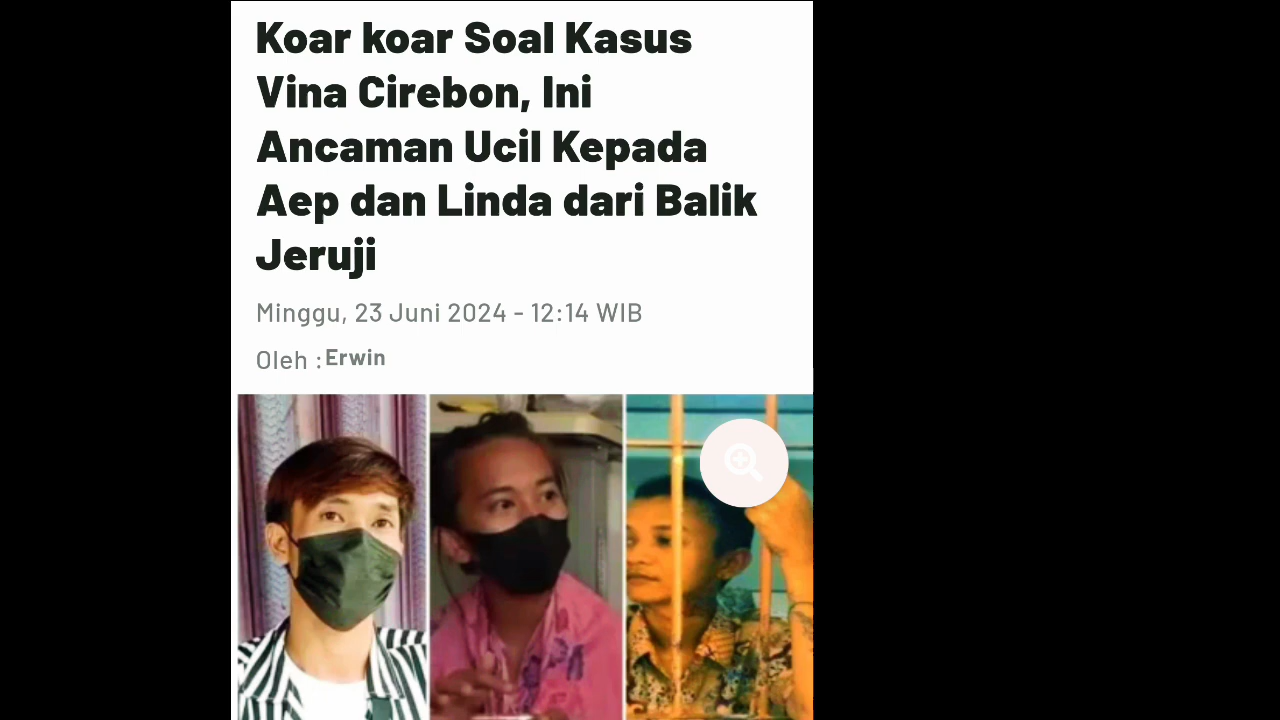 Koar koar Soal Kasus
Vina Cirebon, Ini
Ancaman Ucil Kepada
Aep dan Linda dari Balik
Jeruji
Minggu, 23 Juni 2024 - 12:14 WIB
Oleh : Erwin